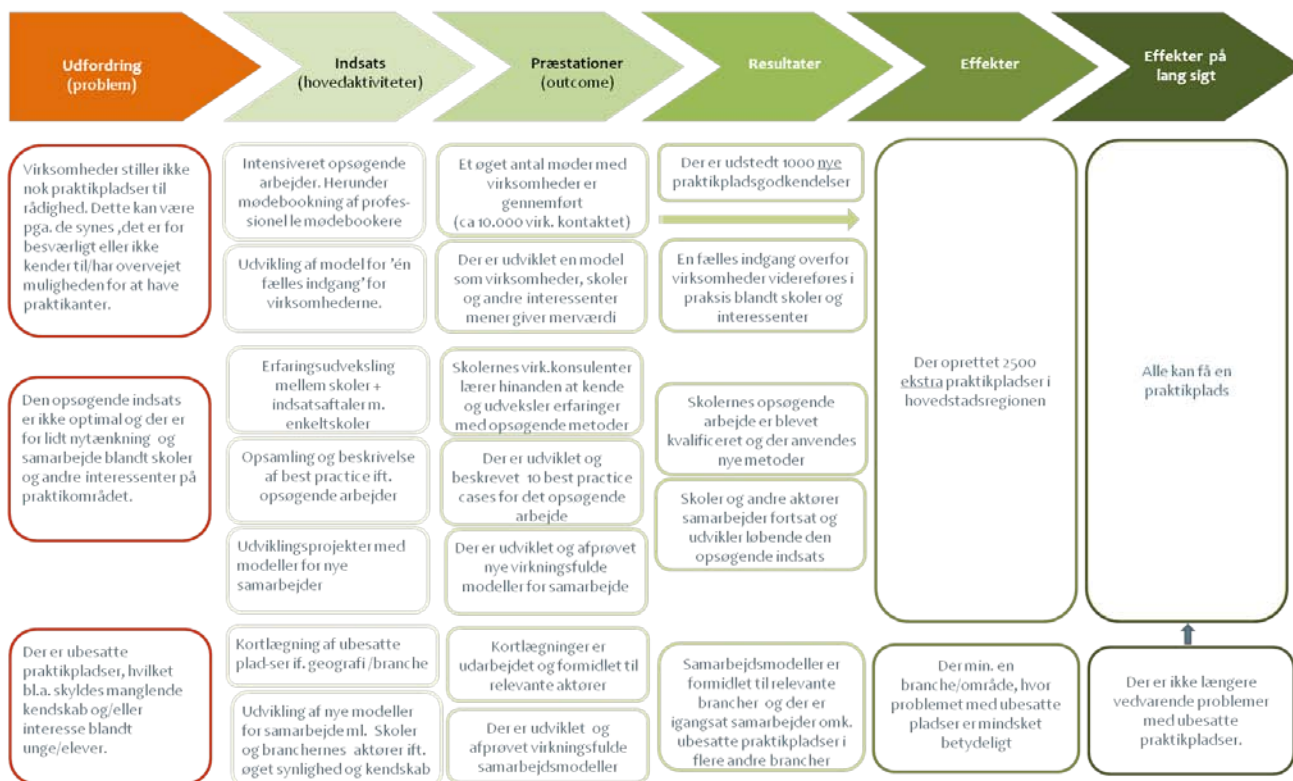 Udfordring
(problem)
Indsats
(hovedaktiviteter)
Præstationer
(outcome)
Resultater
Effekter
Effekter på
lang sigt
Virksomheder stiller ikke
nok praktikpladser til
rådighed. Dette kan være
pga. de synes ,det er for
besværligt eller ikke
kender til/har overvejet
muligheden for at have
praktikanter.
Intensiveret opsøgende
arbejder. Herunder
mødebookning af profes-
sionel le mødebookere
Udvikling af model for 'én
fælles indgang' for
virksomhederne.
Et øget antal møder med
virksomheder er
gennemført
(ca 10.000 virk. kontaktet)
Der er udviklet en model
som virksomheder, skoler
og andre interessenter
mener giver merværdi
Der er udstedt 1000 nye
praktikpladsgodkendelser
En fælles indgang overfor
virksomheder videreføres i
praksis blandt skoler og
interessenter
Den opsøgende indsats
er ikke optimal og der er
for lidt nytænkning og
samarbejde blandt skoler
og andre interessenter på
praktikområdet.
Erfaringsudveksling
mellem skoler +
indsatsaftaler m.
enkeltskoler
Opsamling og beskrivelse
af best practice ift.
opsøgende arbejder
Udviklingsprojekter med
modeller for nye
samarbejder
Skolernes virk.konsulenter
lærer hinanden at kende
og udveksler erfaringer
med opsøgende metoder
Der er udviklet og
beskrevet 10 best practice
cases for det opsøgende
arbejde
Der er udviklet og afprøvet
nye virkningsfulde
modeller for samarbejde
Skolernes opsøgende
arbejde er blevet
kvalificeret og der anvendes
nye metoder
Skoler og andre aktører
samarbejder fortsat og
udvikler løbende den
opsøgende indsats
Der oprettet 2500
ekstra praktikpladser i
hovedstadsregionen
Alle kan få en
praktikplads
Der er ubesatte
praktikpladser, hvilket
bl.a. skyldes manglende
kendskab og/eller
interesse blandt
unge/elever.
Kortlægning af ubesatte
plad-ser if. geografi /branche
Udvikling af nye modeller
for samarbejde ml. Skoler
og branchernes aktører ift.
øget synlighed og kendskab
Kortlægninger er
udarbejdet og formidlet til
relevante aktører
Der er udviklet og
afprøvet virkningsfulde
samarbejdsmodeller
Samarbejdsmodeller er
formidlet til relevante
brancher og der er
igangsat samarbejder omk.
ubesatte praktikpladser i
flere andre brancher
Der min. en
branche/område, hvor
problemet med ubesatte
pladser er mindsket
betydeligt
Der er ikke længere
vedvarende problemer
med ubesatte
praktikpladser.